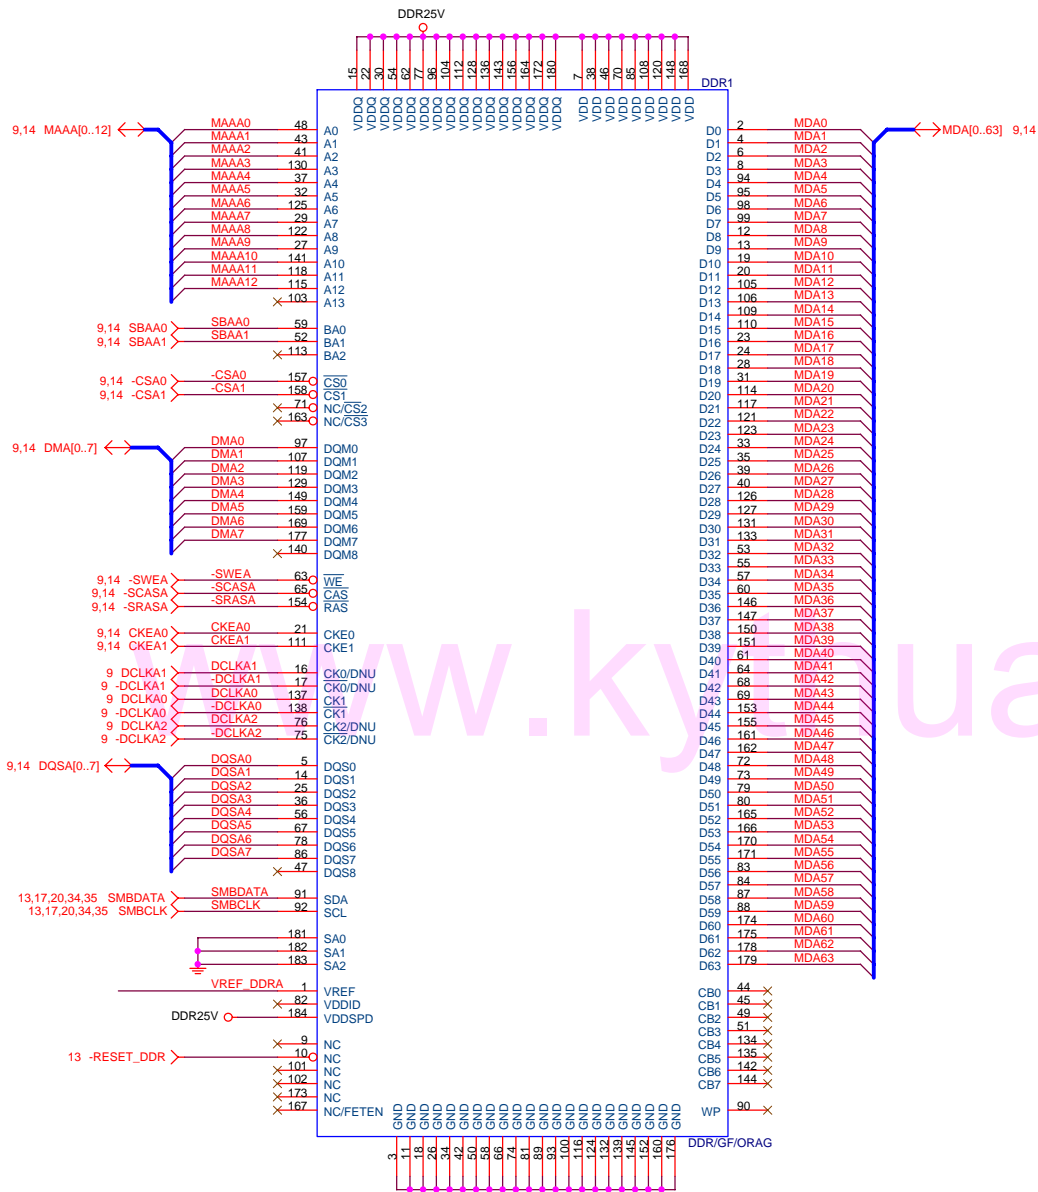 DDR25V
15 22 30 54 62 77 96 104 112 128 136 143 156 164 172 180 7 38 46 70 85 108 120 148 168
DDR1
VDDQ VDDQ VDDQ VDDQ VDDQ VDDQ VDDQ VDDQ VDDQ VDDQ VDDQ VDDQ VDDQ VDDQ VDDQ VDDQ VDD VDD VDD VDD VDD VDD VDD VDD VDD
9,14 MAAA[0..12]
MAAA0 48 A0
MAAA1 43 A1
MAAA2 41 A2
MAAA3 130 A3
MAAA4 37 A4
MAAA5 32 A5
MAAA6 125 A6
MAAA7 29 A7
MAAA8 122 A8
MAAA9 27 A9
MAAA10 141 A10
MAAA11 118 A11
MAAA12 115 A12
103 A13
9,14 SBAA0 SBAA0 59 BA0
9,14 SBAA1 SBAA1 52 BA1
113 BA2
9,14 -CSA0 -CSA0 157 CS0
9,14 -CSA1 -CSA1 158 CS1
71 NC/CS2
163 NC/CS3
9,14 DMA[0..7]
DMA0 97 DQM0
DMA1 107 DQM1
DMA2 119 DQM2
DMA3 129 DQM3
DMA4 149 DQM4
DMA5 159 DQM5
DMA6 169 DQM6
DMA7 177 DQM7
140 DQM8
9,14 -SWEA -SWEA 63 WE
9,14 -SCASA -SCASA 65 CAS
9,14 -SRASA -SRASA 154 RAS
9,14 CKEA0 CKEA0 21 CKE0
9,14 CKEA1 CKEA1 111 CKE1
9 DCLKA1 DCLKA1 16 CK0/DNU
9 -DCLKA1 -DCLKA1 17 CK0/DNU
9 DCLKA0 DCLKA0 137 CK1
9 -DCLKA0 -DCLKA0 138 CK1
9 DCLKA2 DCLKA2 76 CK2/DNU
9 -DCLKA2 -DCLKA2 75 CK2/DNU
9,14 DQSA[0..7]
DQSA0 5 DQS0
DQSA1 14 DQS1
DQSA2 25 DQS2
DQSA3 36 DQS3
DQSA4 56 DQS4
DQSA5 67 DQS5
DQSA6 78 DQS6
DQSA7 86 DQS7
47 DQS8
13,17,20,34,35 SMBDATA SMBDATA 91 SDA
13,17,20,34,35 SMBCLK SMBCLK 92 SCL
181 SA0
182 SA1
183 SA2
VREF_DDRA 1 VREF
82 VDDID
DDR25V 184 VDDSPD
9 NC
13 -RESET_DDR 10 NC
101 NC
102 NC
173 NC
167 NC/FETEN
MDA[0..63] 9,14
D0 2 MDA0
D1 4 MDA1
D2 6 MDA2
D3 8 MDA3
D4 94 MDA4
D5 95 MDA5
D6 98 MDA6
D7 99 MDA7
D8 12 MDA8
D9 13 MDA9
D10 19 MDA10
D11 20 MDA11
D12 105 MDA12
D13 106 MDA13
D14 109 MDA14
D15 110 MDA15
D16 23 MDA16
D17 24 MDA17
D18 28 MDA18
D19 31 MDA19
D20 114 MDA20
D21 117 MDA21
D22 121 MDA22
D23 123 MDA23
D24 33 MDA24
D25 35 MDA25
D26 39 MDA26
D27 40 MDA27
D28 126 MDA28
D29 127 MDA29
D30 131 MDA30
D31 133 MDA31
D32 53 MDA32
D33 55 MDA33
D34 57 MDA34
D35 60 MDA35
D36 146 MDA36
D37 147 MDA37
D38 150 MDA38
D39 151 MDA39
D40 61 MDA40
D41 64 MDA41
D42 68 MDA42
D43 69 MDA43
D44 153 MDA44
D45 155 MDA45
D46 161 MDA46
D47 162 MDA47
D48 72 MDA48
D49 73 MDA49
D50 79 MDA50
D51 80 MDA51
D52 165 MDA52
D53 166 MDA53
D54 170 MDA54
D55 171 MDA55
D56 83 MDA56
D57 84 MDA57
D58 87 MDA58
D59 88 MDA59
D60 174 MDA60
D61 175 MDA61
D62 178 MDA62
D63 179 MDA63
CB0 44
CB1 45
CB2 49
CB3 51
CB4 134
CB5 135
CB6 142
CB7 144
WP 90
GND GND GND GND GND GND GND GND GND GND GND GND GND GND GND GND GND GND GND GND GND GND
DDR/GF/ORAG
3 11 18 26 34 42 50 58 66 74 81 89 93 100 116 124 132 139 145 152 160 176
www.kythua